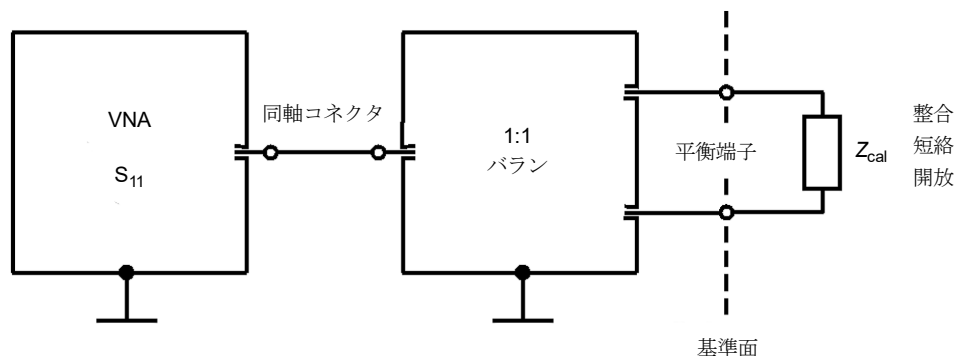 VNA
S11
同軸コネクタ
1:1
バラン
平衡端子
Zcal
整合
短絡
開放
基準面